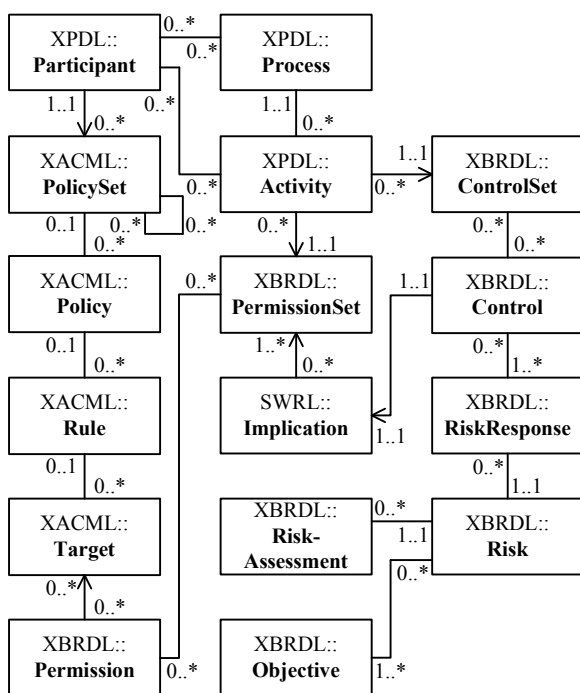 XPDL::
Participant
0..*
0..*
XPDL::
Process
1..1
0..*
0..*
1..1
0..*
XACML::
PolicySet
0..*
0..*
0..1
0..*
XPDL::
Activity
0..*
1..1
0..*
XBRDL::
ControlSet
0..*
1..1
0..*
0..*
XACML::
Policy
0..1
0..*
0..*
XBRDL::
PermissionSet
1..*
0..*
1..1
XBRDL::
Control
0..*
1..*
XACML::
Rule
0..1
0..*
SWRL::
Implication
1..1
XBRDL::
RiskResponse
0..*
1..1
XACML::
Target
0..*
0..*
XBRDL::
Risk-
Assessment
0..*
1..1
XBRDL::
Risk
0..*
XBRDL::
Permission
0..*
XBRDL::
Objective
1..*